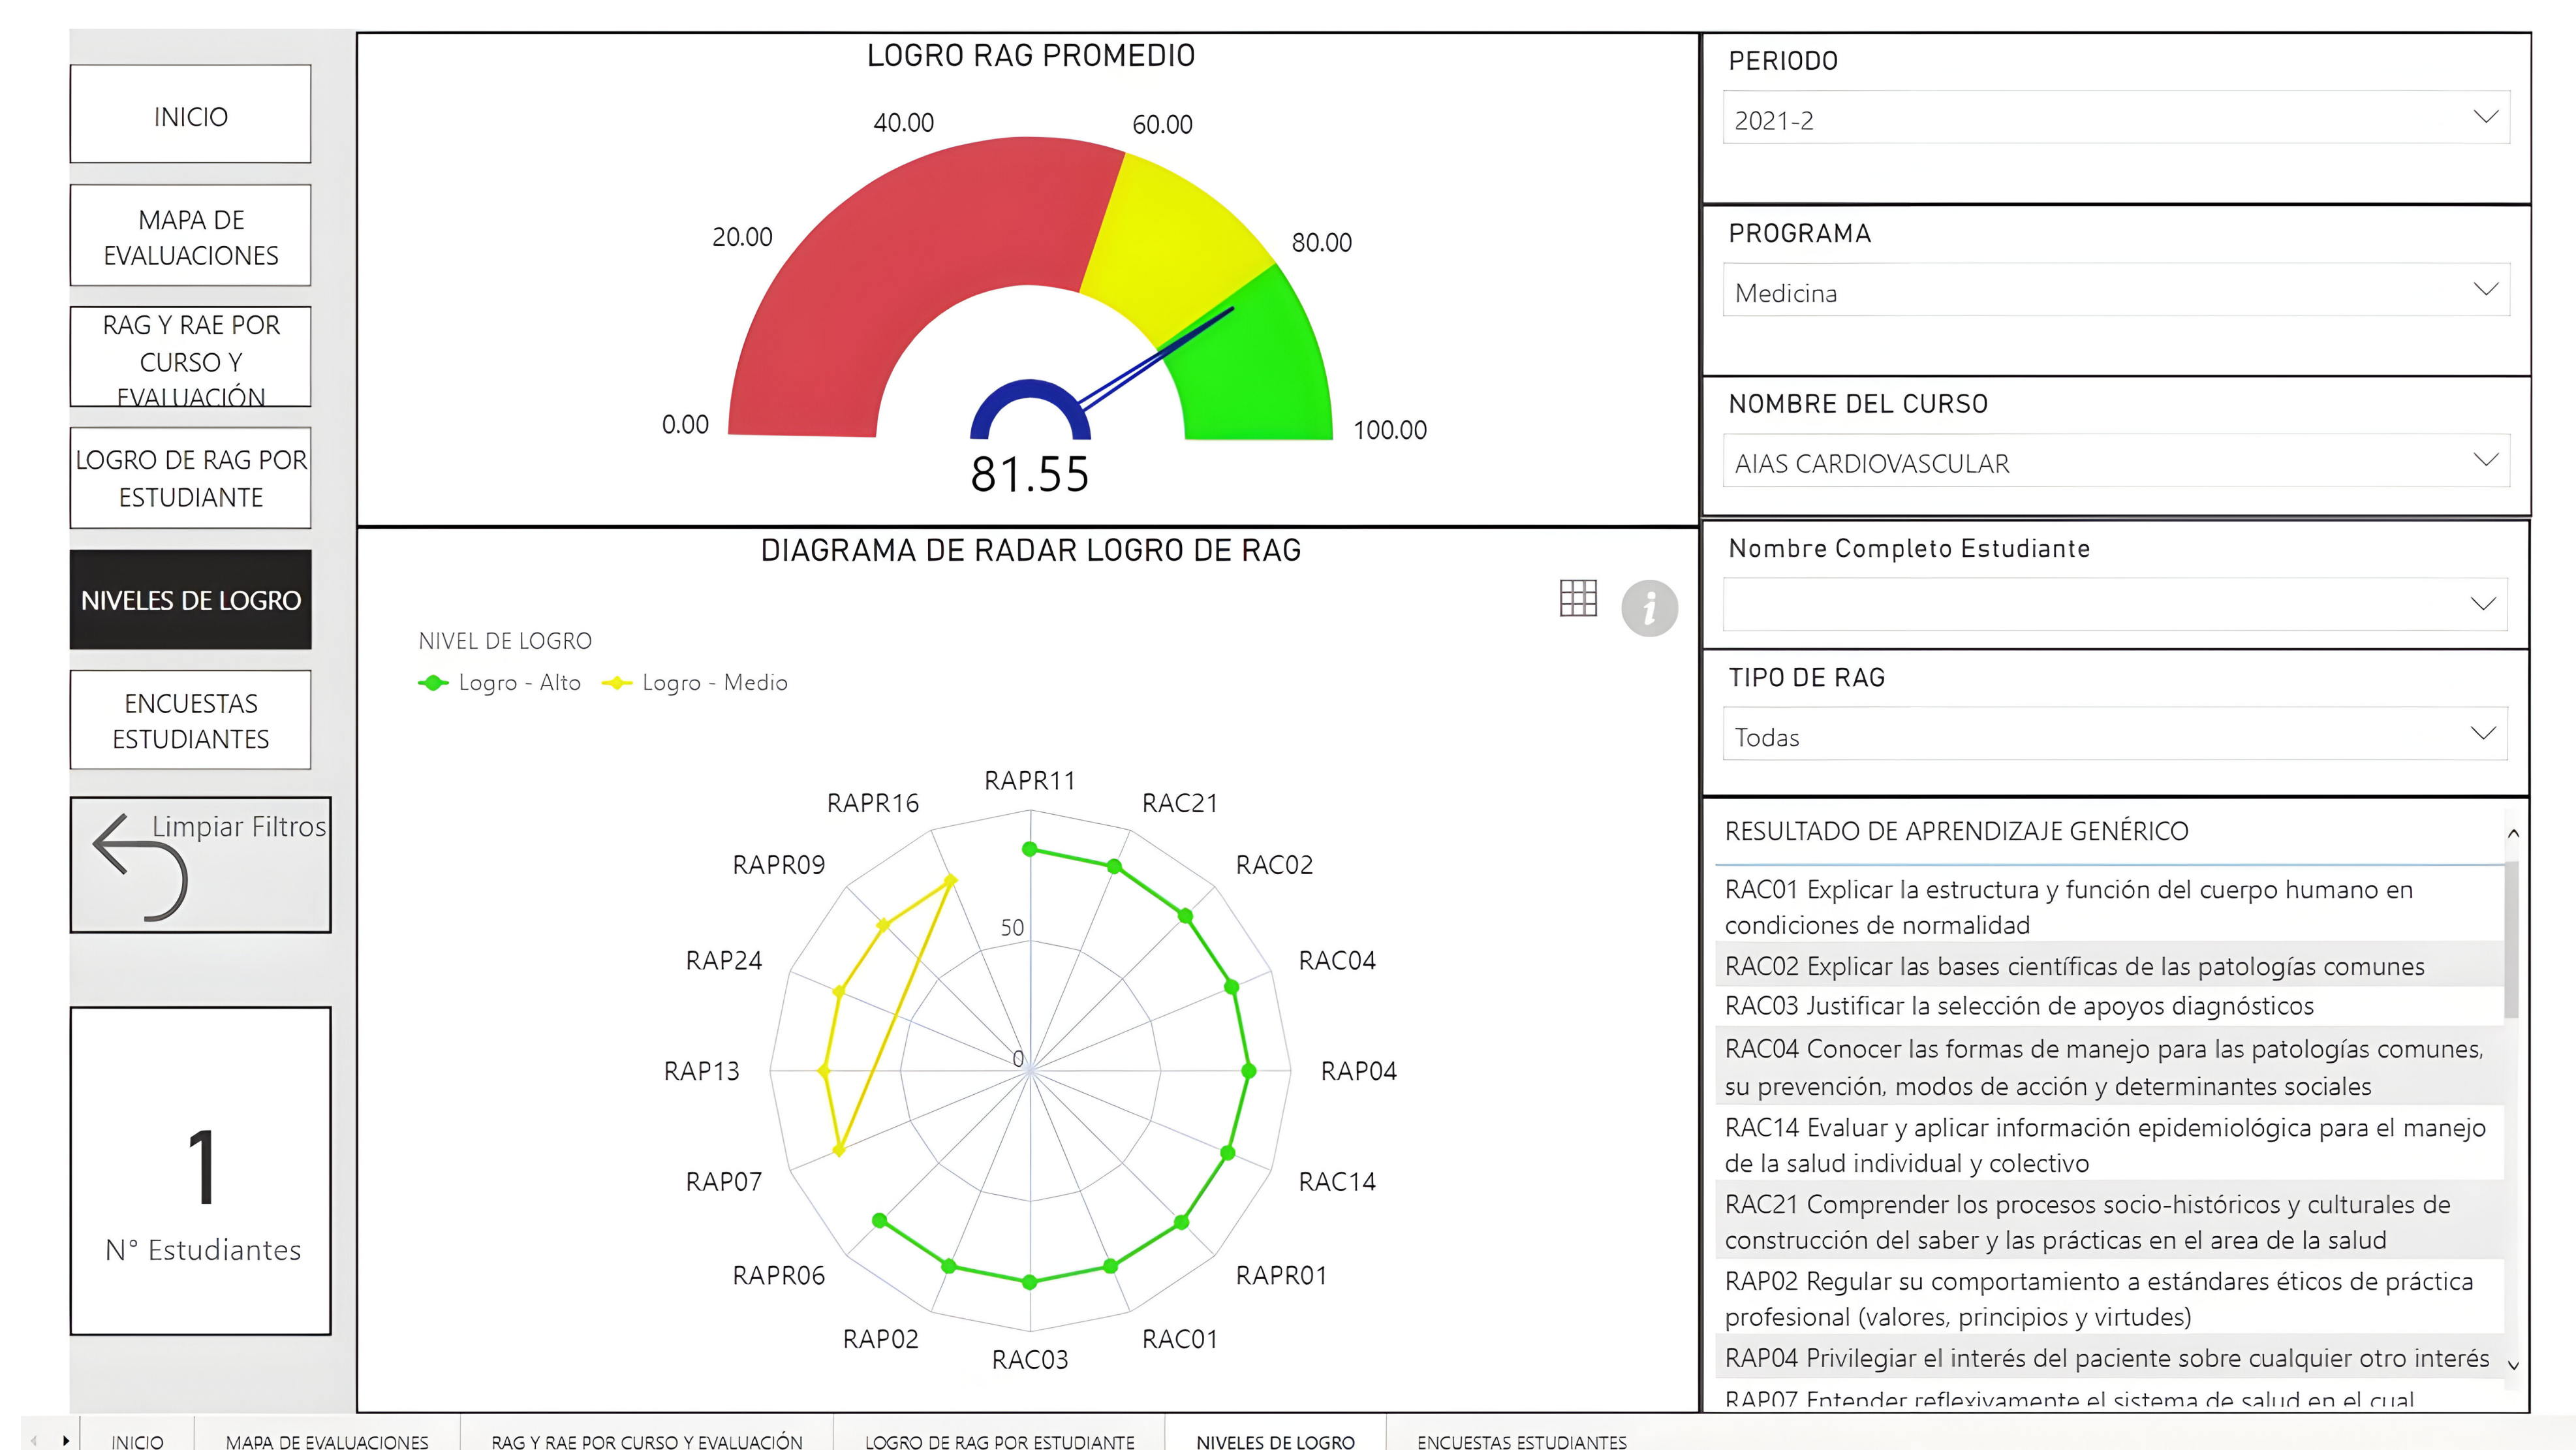 INICIO
MAPA DE
EVALUACIONES
RAG Y RAE POR
CURSO Y
EVALUACIÓN
LOGRO DE RAG POR
ESTUDIANTE
NIVELES DE LOGRO
ENCUESTAS
ESTUDIANTES
Limpiar Filtros
1
N° Estudiantes
LOGRO RAG PROMEDIO
40.00
60.00
20.00
80.00
0.00
100.00
81.55
DIAGRAMA DE RADAR LOGRO DE RAG
i
NIVEL DE LOGRO
Logro - Alto
Logro - Medio
RAPR11
RAPR16
RAC21
RAPR09
RAC02
50
RAP24
RAC04
0
RAP13
RAP04
RAP07
RAC14
RAPR06
RAPR01
RAP02
RAC01
RAC03
PERIODO
2021-2
PROGRAMA
Medicina
NOMBRE DEL CURSO
AIAS CARDIOVASCULAR
Nombre Completo Estudiante
TIPO DE RAG
Todas
RESULTADO DE APRENDIZAJE GENÉRICO
RAC01 Explicar la estructura y función del cuerpo humano en
condiciones de normalidad
RAC02 Explicar las bases científicas de las patologías comunes
RAC03 Justificar la selección de apoyos diagnósticos
RAC04 Conocer las formas de manejo para las patologías comunes,
su prevención, modos de acción y determinantes sociales
RAC14 Evaluar y aplicar información epidemiológica para el manejo
de la salud individual y colectivo
RAC21 Comprender los procesos socio-históricos y culturales de
construcción del saber y las prácticas en el area de la salud
RAP02 Regular su comportamiento a estándares éticos de práctica
profesional (valores, principios y virtudes)
RAP04 Privilegiar el interés del paciente sobre cualquier otro interés
RAP07 Entender reflexivamente el sistema de salud en el cual
INICIO
MAPA DE EVALUACIONES
RAG Y RAE POR CURSO Y EVALUACIÓN
LOGRO DE RAG POR ESTUDIANTE
NIVELES DE LOGRO
ENCUESTAS ESTUDIANTES